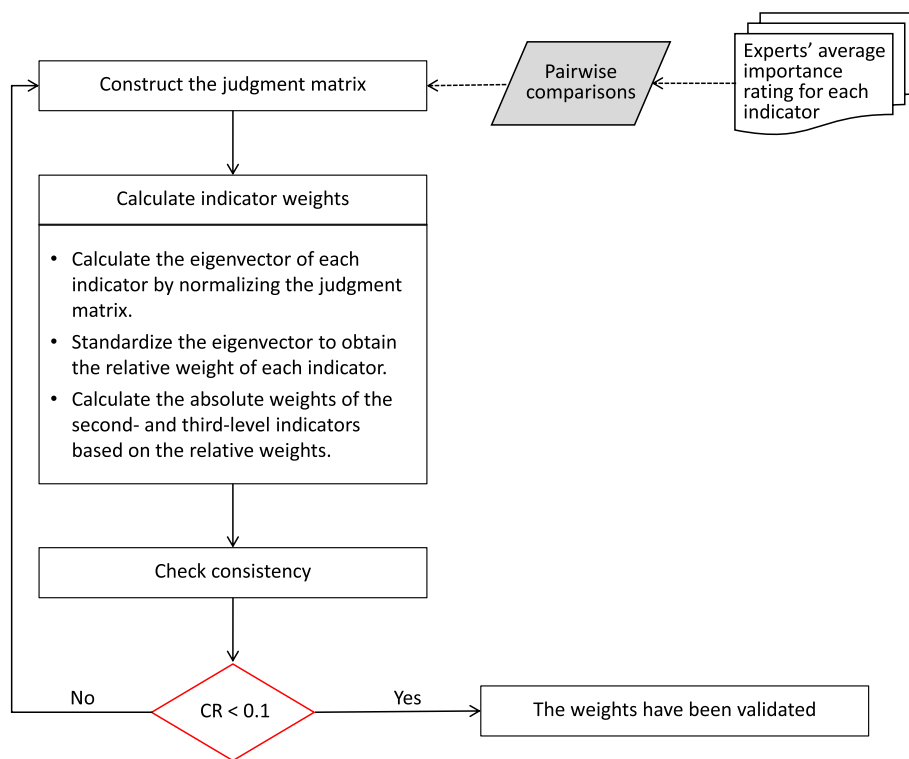 Construct the judgment matrix
Pairwise
comparisons
Experts' average
importance
rating for each
indicator
Calculate indicator weights
• Calculate the eigenvector of each
indicator by normalizing the judgment
matrix.
• Standardize the eigenvector to obtain
the relative weight of each indicator.
• Calculate the absolute weights of the
second- and third-level indicators
based on the relative weights.
Check consistency
No
CR < 0.1
Yes
The weights have been validated